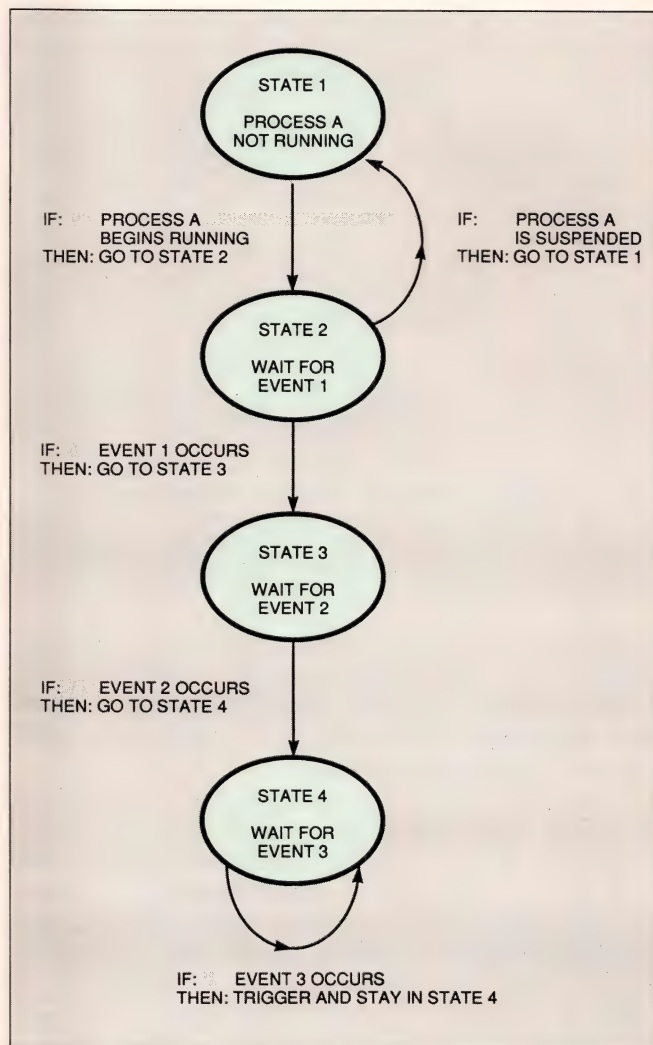 STATE 1
PROCESS A
NOT RUNNING
IF: PROCESS A
BEGINS RUNNING
THEN: GO TO STATE 2
IF: PROCESS A
IS SUSPENDED
THEN: GO TO STATE 1
STATE 2
WAIT FOR
EVENT 1
IF: EVENT 1 OCCURS
THEN: GO TO STATE 3
STATE 3
WAIT FOR
EVENT 2
IF: EVENT 2 OCCURS
THEN: GO TO STATE 4
STATE 4
WAIT FOR
EVENT 3
IF: EVENT 3 OCCURS
THEN: TRIGGER AND STAY IN STATE 4